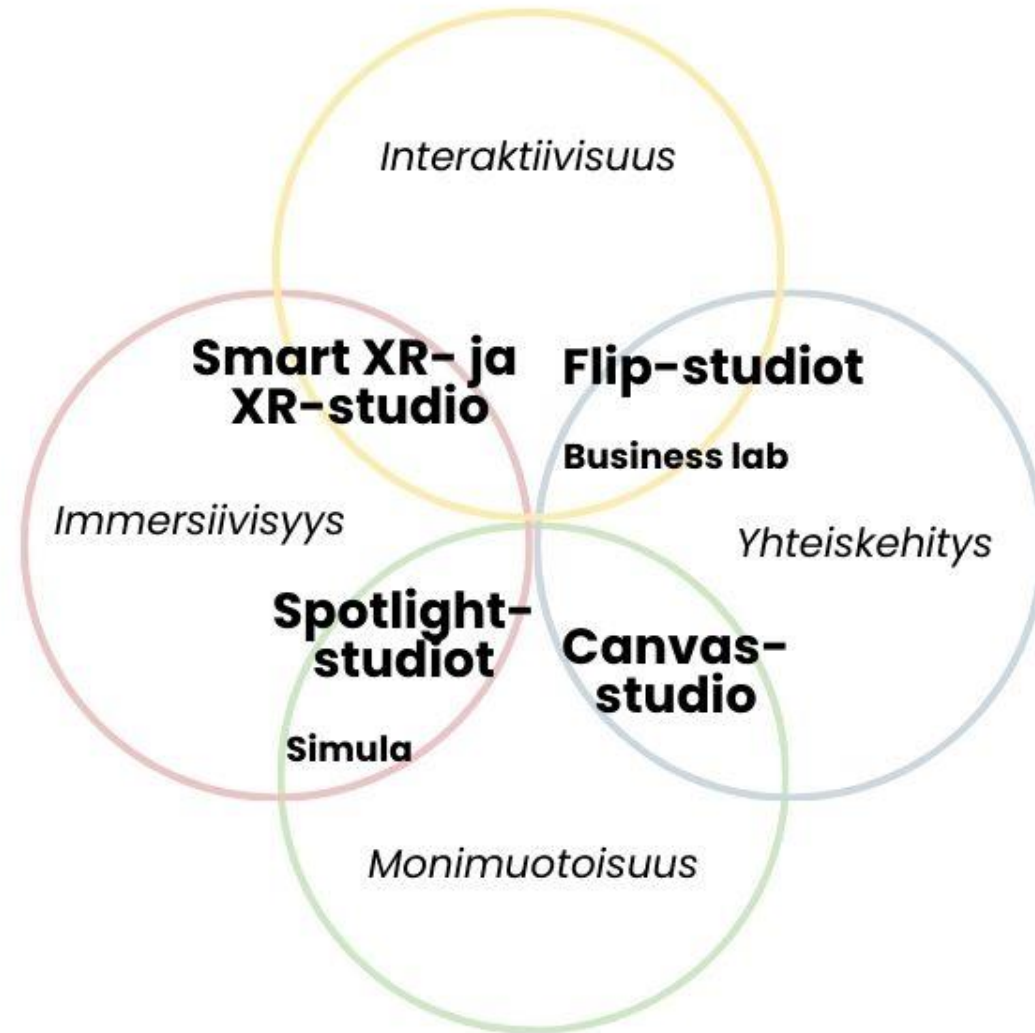 Interaktiivisuus
Smart XR- ja
XR-studio
Flip-studiot
Business lab
Immersiivisyys
Yhteiskehitys
Spotlight-
studiot
Canvas-
studio
Simula
Monimuotoisuus